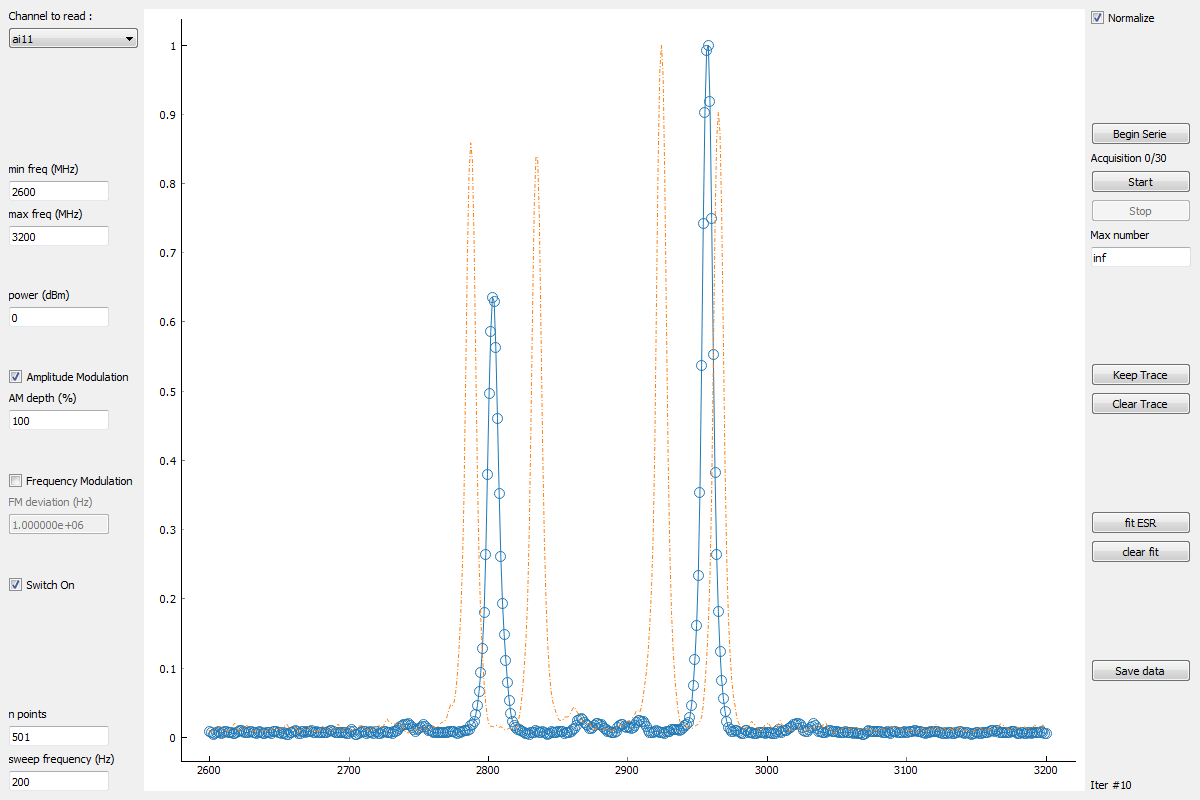 Channel to read :
ai11
min freq (MHz)
2600
max freq (MHz)
3200
power (dBm)
0
Amplitude Modulation
AM depth (%)
100
Frequency Modulation
FM deviation (Hz)
1.000000e+06
Switch On
n points
501
sweep frequency (Hz)
200
1
0.9
0.8
0.7
0.6
0.5
0.4
0.3
0.2
0.1
0
2600 2700 2800 2900 3000 3100 3200
Normalize
Begin Serie
Acquisition 0/30
Start
Stop
Max number
inf
Keep Trace
Clear Trace
fit ESR
clear fit
Save data
Iter #10